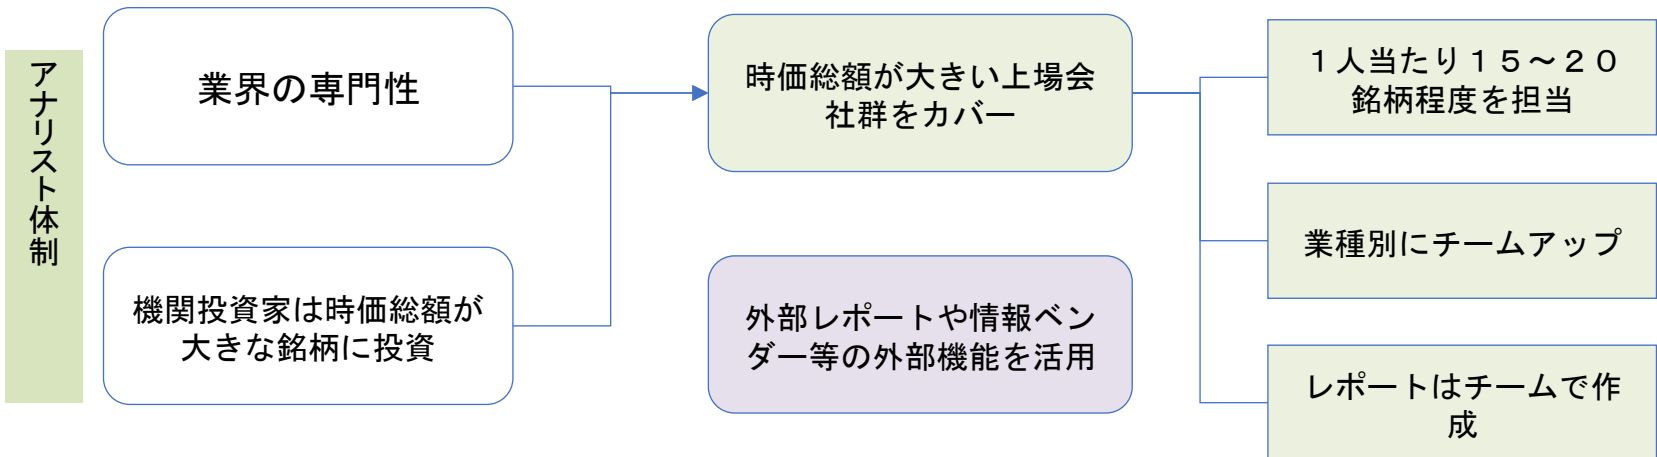 アナリスト体制
業界の専門性
機関投資家は時価総額が
大きな銘柄に投資
時価総額が大きい上場会
社群をカバー
外部レポートや情報ベン
ダー等の外部機能を活用
１人当たり１５～２０
銘柄程度を担当
業種別にチームアップ
レポートはチームで作
成